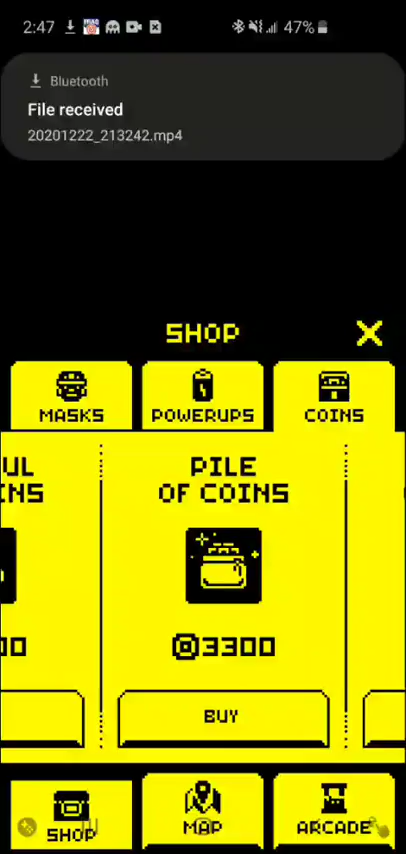 2:47
47%
Bluetooth
File received
20201222_213242.mp4
SHOP
MASKS
POWERUPS
COINS
PILE
OF COINS
3300
BUY
SHOP
MAP
ARCADE